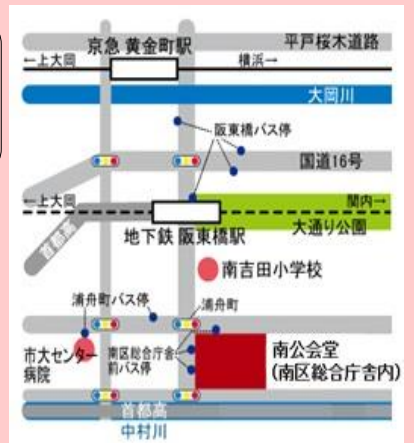 平戸桜木道路
京急 黄金町駅
←上大岡
横浜→
大岡川
阪東橋バス停
国道16号
←上大岡
関内→
首都高
地下鉄 阪東橋駅
大通り公園
南吉田小学校
浦舟町バス停
浦舟町
市大センター
病院
南区総合庁舎
前バス停
南公会堂
(南区総合庁舎内)
首都高
中村川